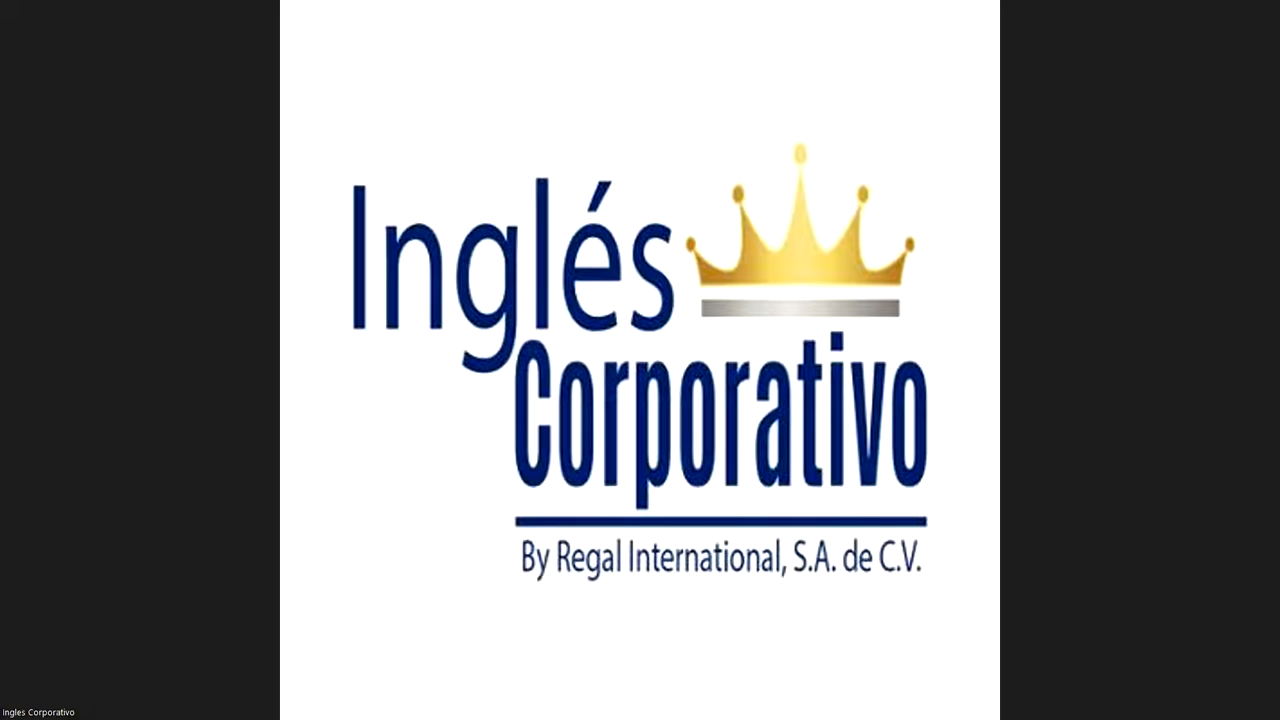 Inglés
Corporativo
By Regal International, S.A. de C.V.
Ingles Corporativo